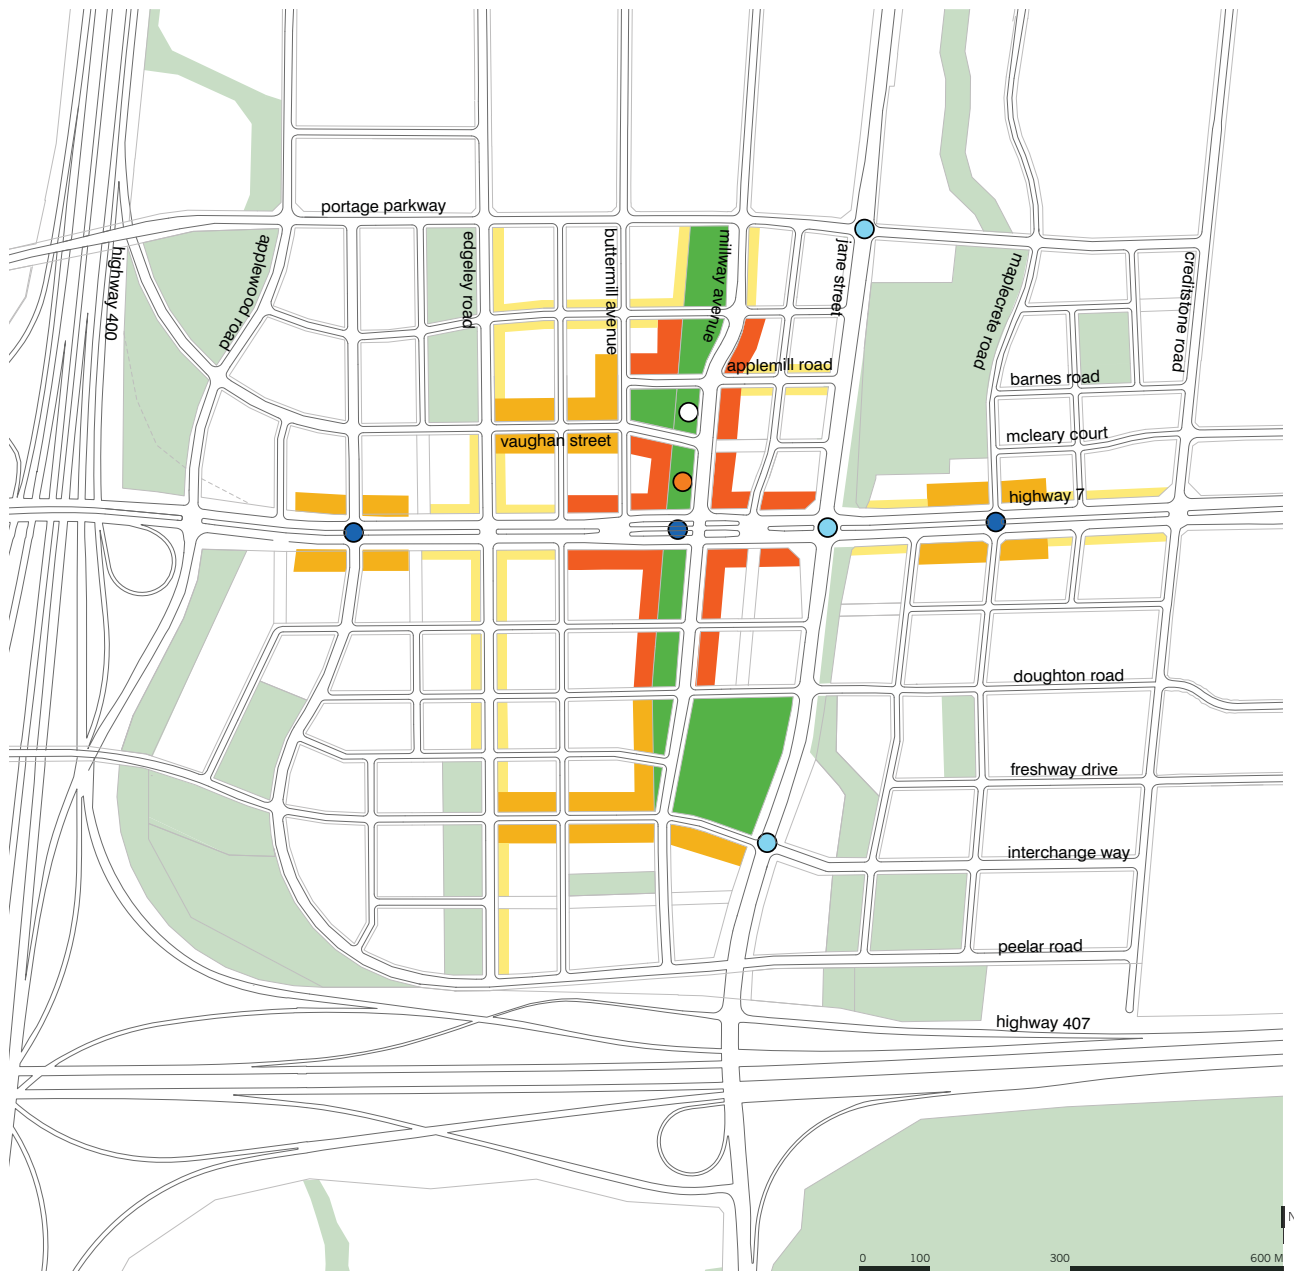 portage parkway
highway 400
applewood road
edgeley road
buttermill avenue
millway avenue
jane street
maplecrete road
creditstone road
applemill road
barnes road
vaughan street
mcleary court
highway 7
doughton road
freshway drive
interchange way
peelar road
highway 407
N
0 100 300 600 M